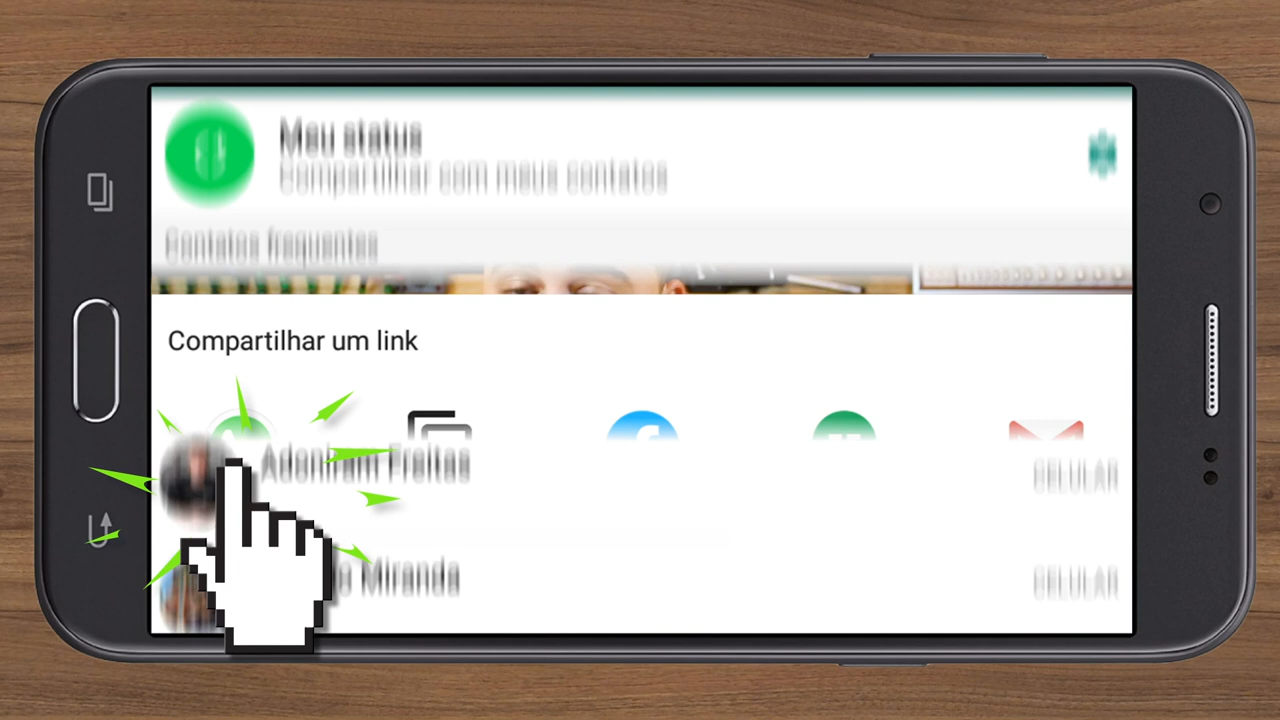 Meu status
Compartilhar com meus contatos
Contatos frequentes
Compartilhar um link
Adoniram Freitas
CELULAR
Miranda
CELULAR